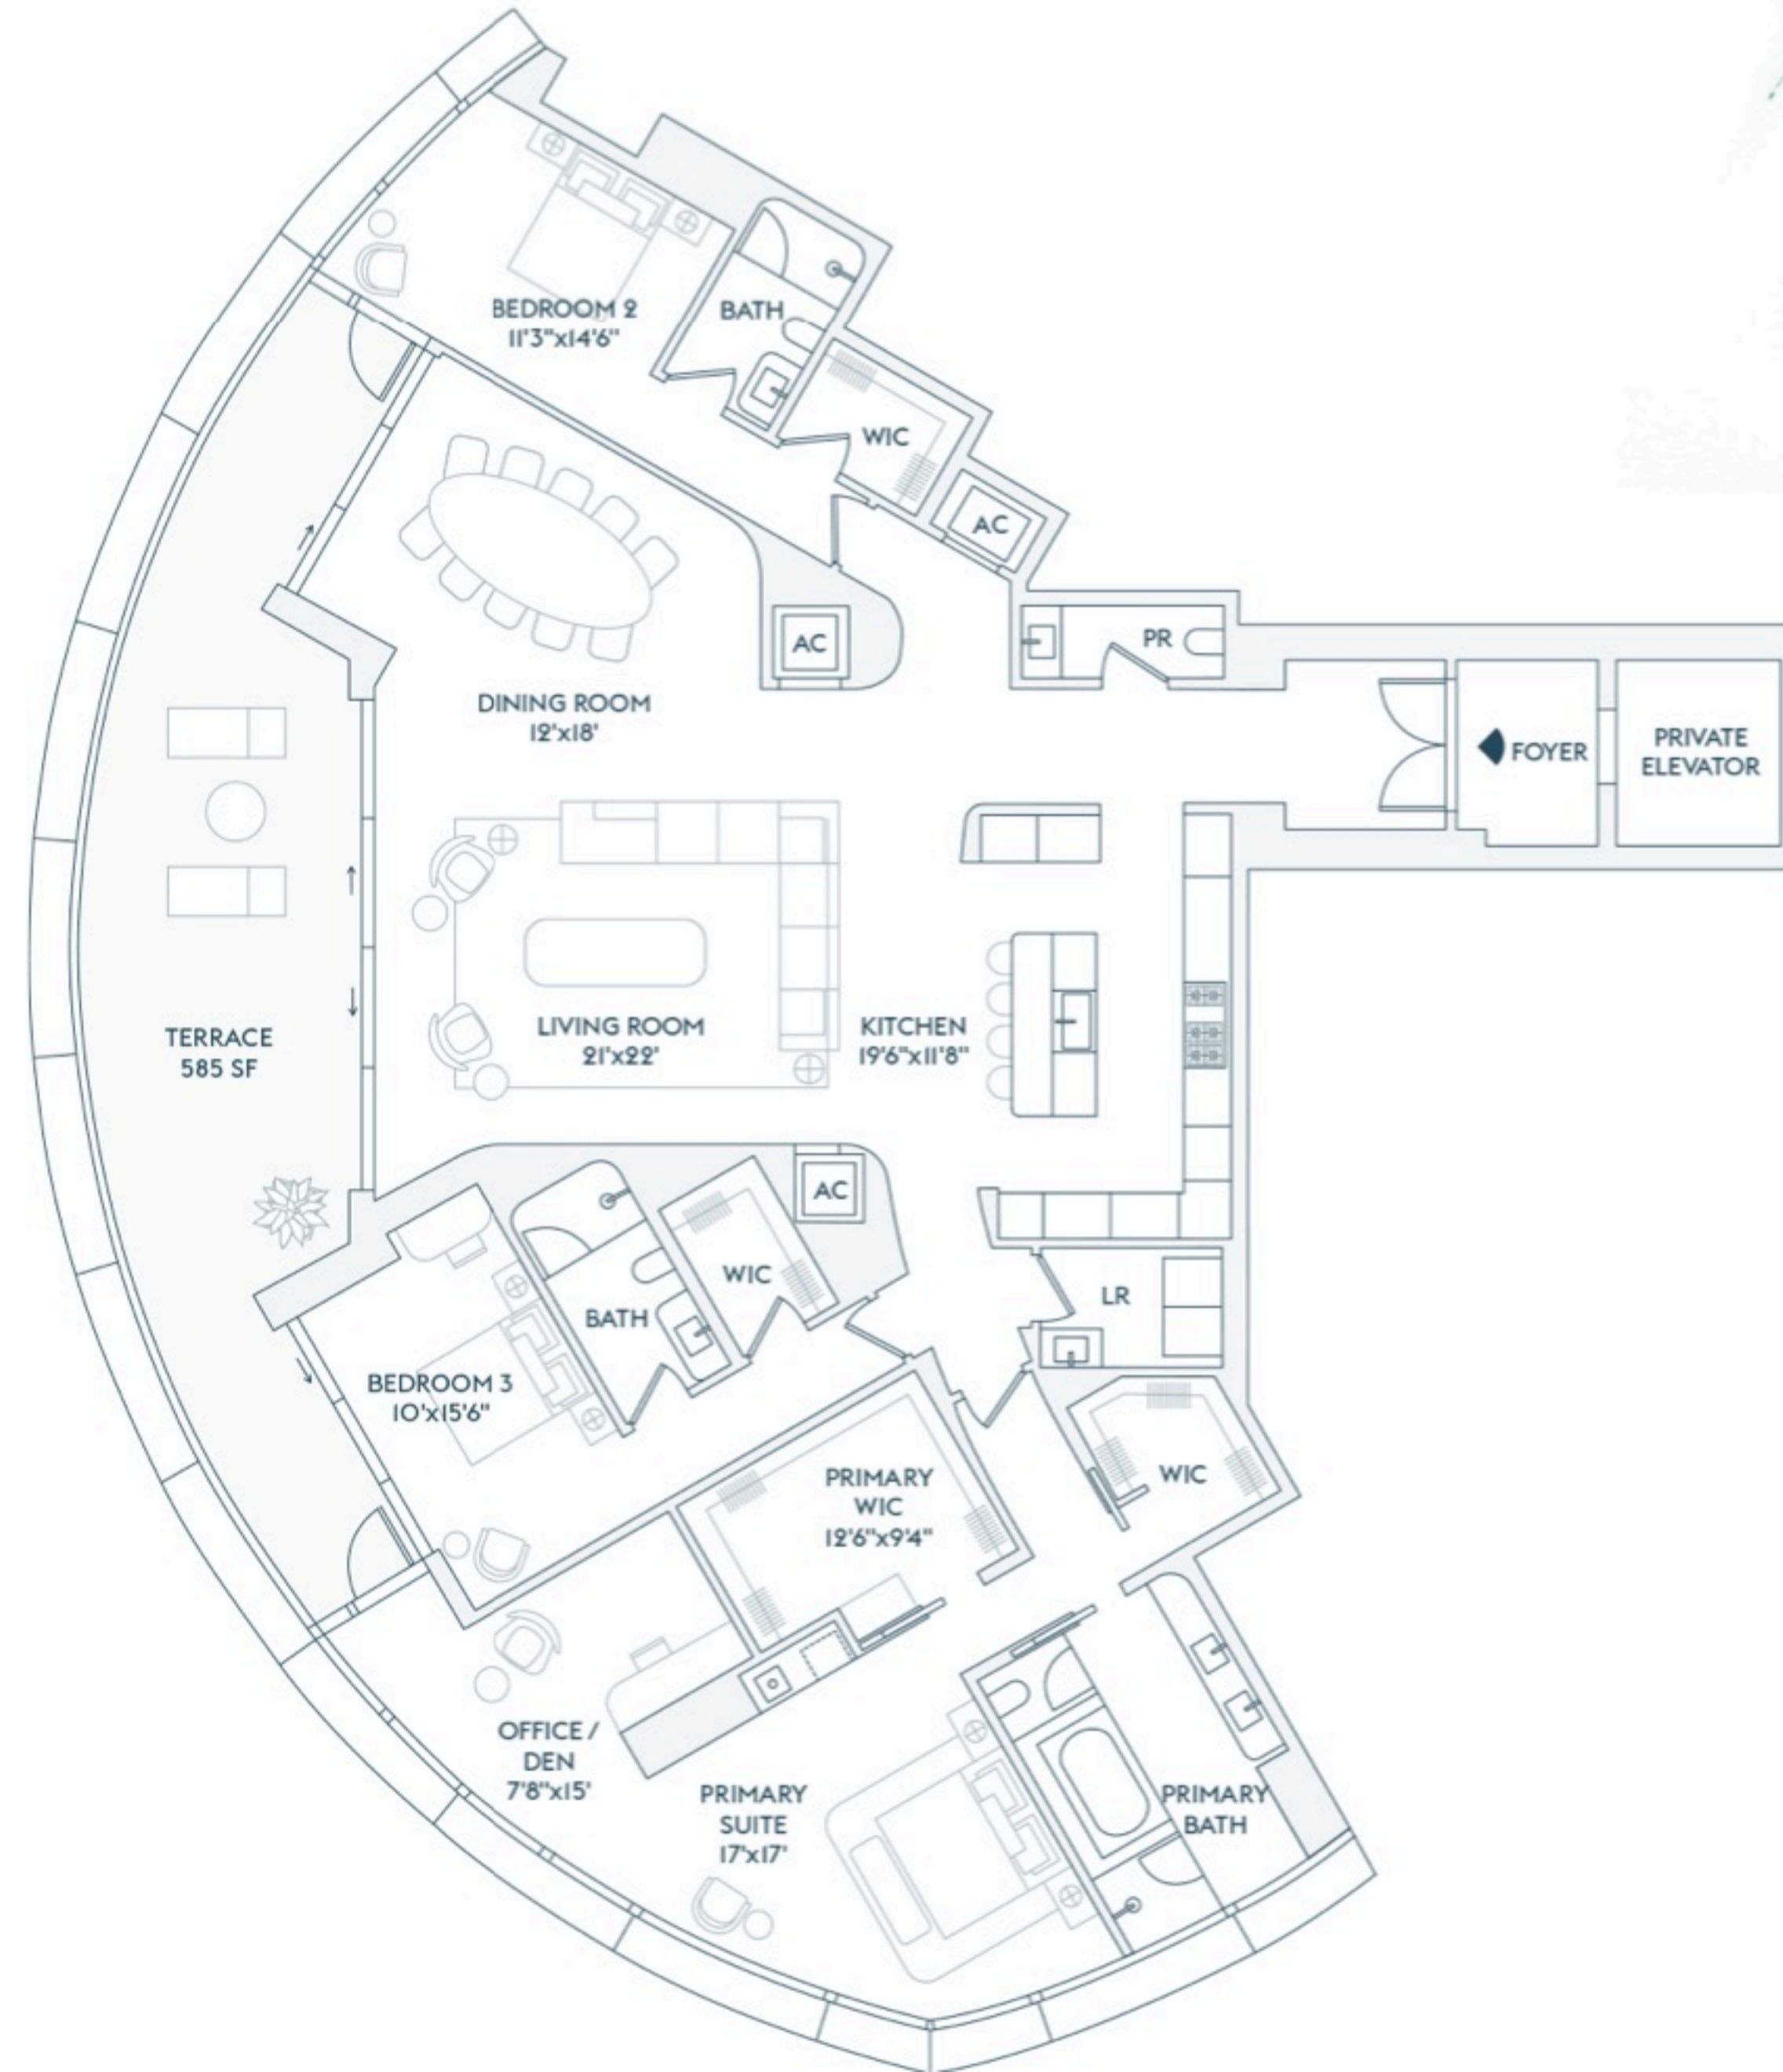 BEDROOM 2
11'3"x14'6"
BATH
WIC
AC
PR
AC
DINING ROOM
12'x18'
FOYER
PRIVATE
ELEVATOR
TERRACE
585 SF
LIVING ROOM
21'x22'
KITCHEN
19'6"x11'8"
AC
WIC
BATH
LR
BEDROOM 3
10'x15'6"
PRIMARY
WIC
12'6"x9'4"
WIC
OFFICE /
DEN
7'8"x15'
PRIMARY
SUITE
17'x17'
PRIMARY
BATH